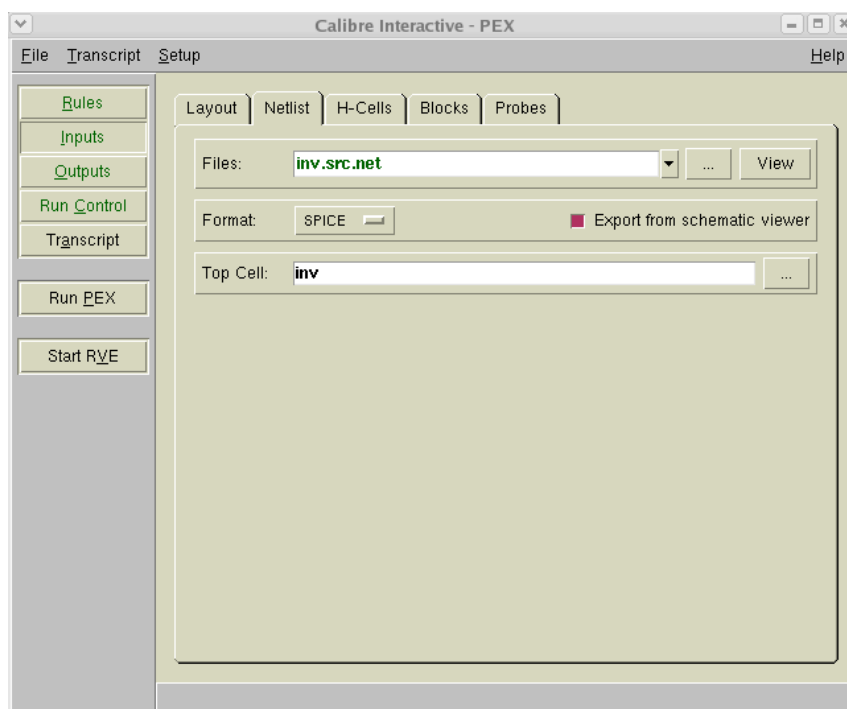 Calibre Interactive - PEX
File Transcript Setup Help
Rules
Inputs
Outputs
Run Control
Transcript
Run PEX
Start RVE
Layout Netlist H-Cells Blocks Probes
Files: inv.src.net ... View
Format: SPICE Export from schematic viewer
Top Cell: inv ...